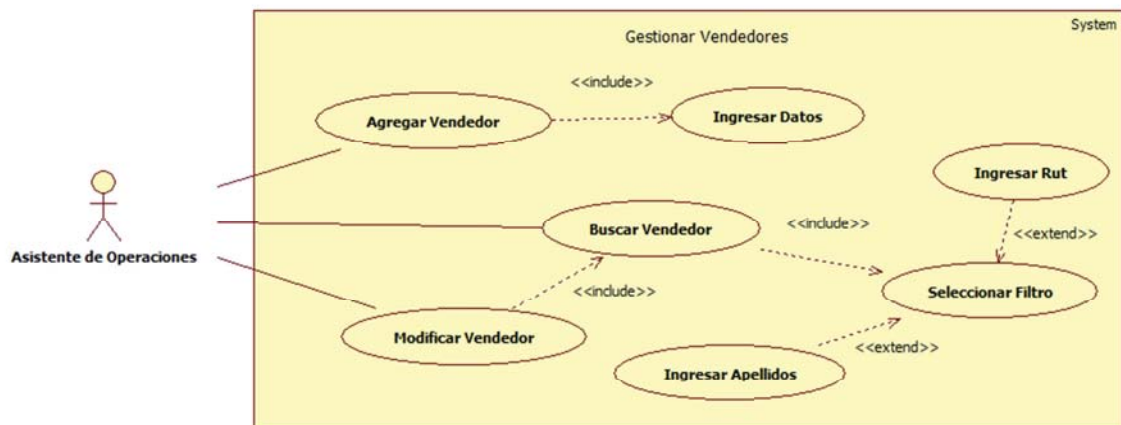 System
Gestionar Vendedores
<<include>>
Agregar Vendedor
Ingresar Datos
Ingresar Rut
Buscar Vendedor
<<include>>
<<extend>>
Asistente de Operaciones
<<include>>
Seleccionar Filtro
Modificar Vendedor
<<extend>>
Ingresar Apellidos